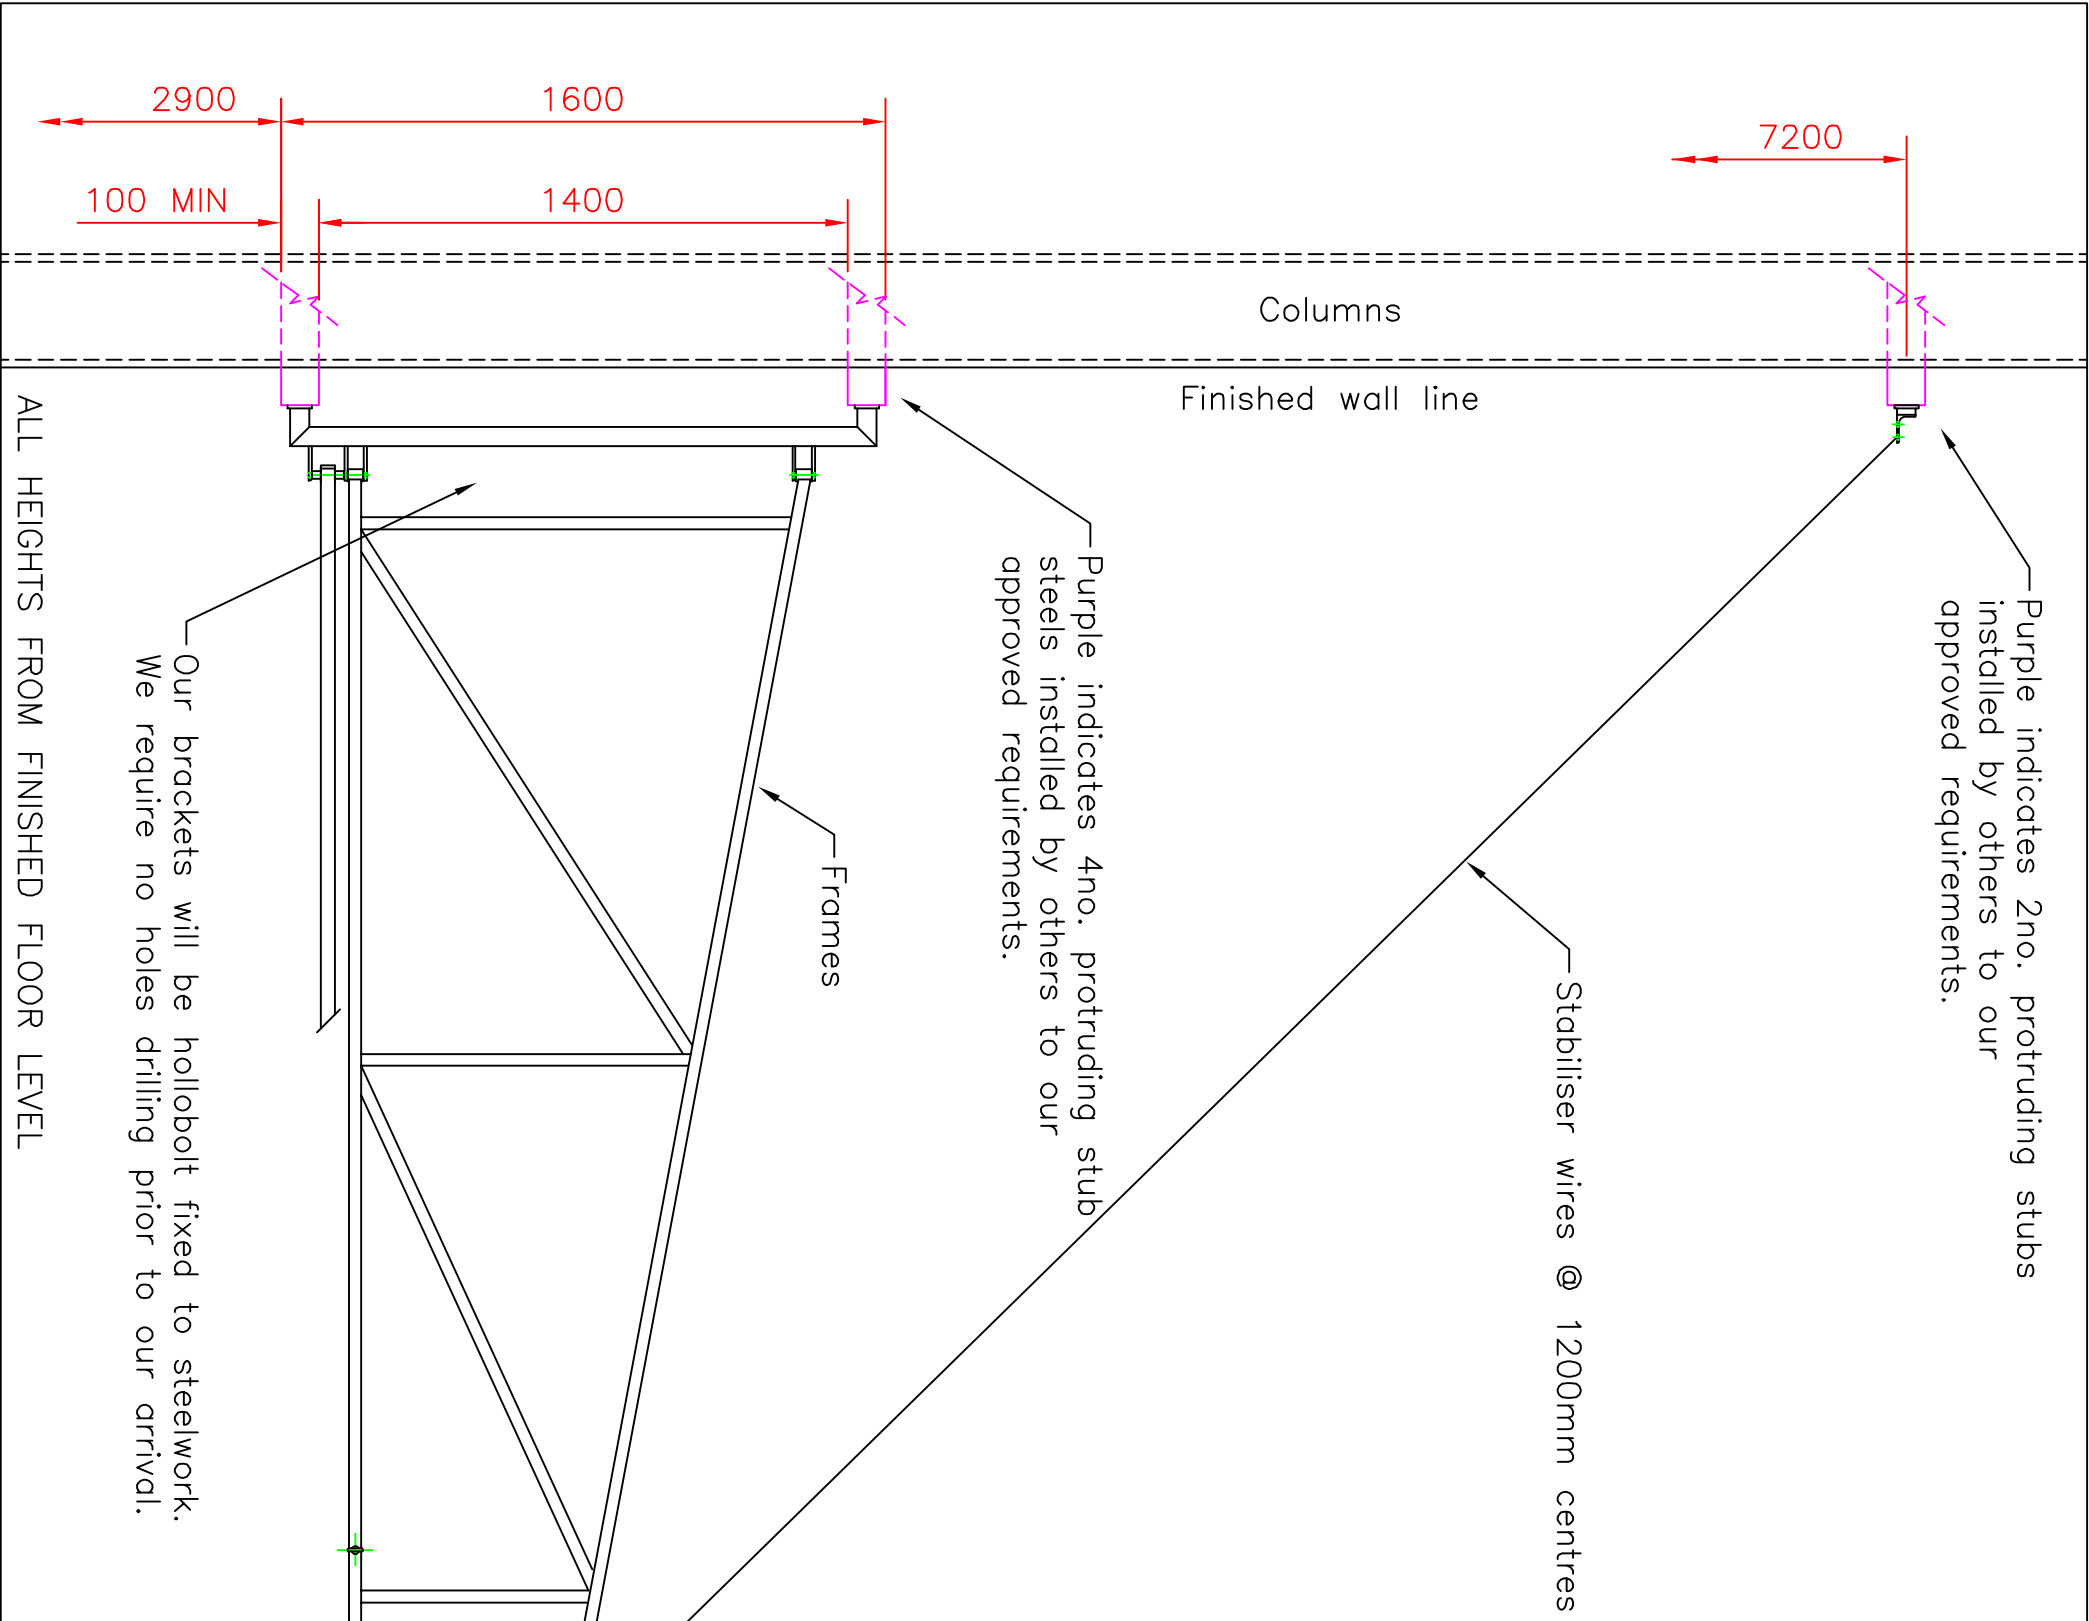 2900
1600
7200
100 MIN
1400
Columns
Finished wall line
Purple indicates 2no. protruding stubs
installed by others to our
approved requirements.
Stabiliser wires @ 1200mm centres
Purple indicates 4no. protruding stub
steels installed by others to our
approved requirements.
Frames
Our brackets will be hollobolt fixed to steelwork.
We require no holes drilling prior to our arrival.
ALL HEIGHTS FROM FINISHED FLOOR LEVEL